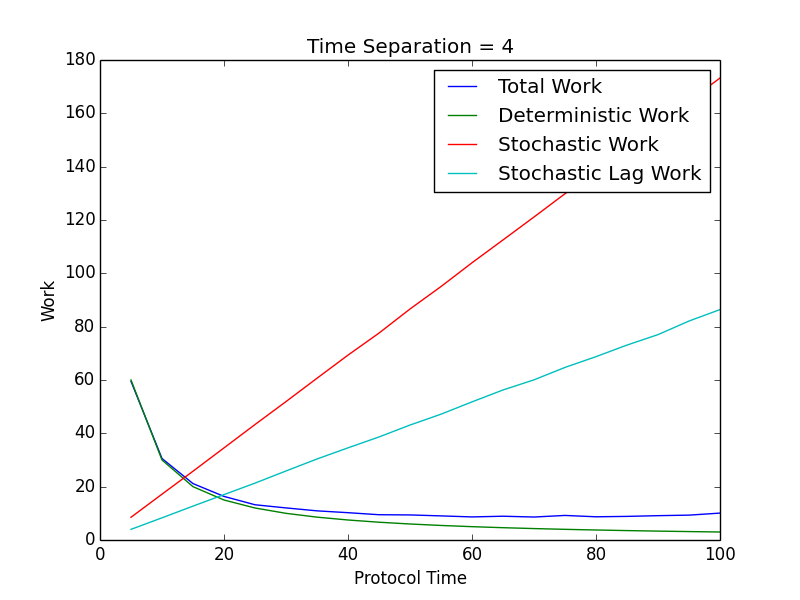 Time Separation = 4
180
160
140
120
100
80
60
40
20
0
Work
Total Work
Deterministic Work
Stochastic Work
Stochastic Lag Work
0 20 40 60 80 100
Protocol Time